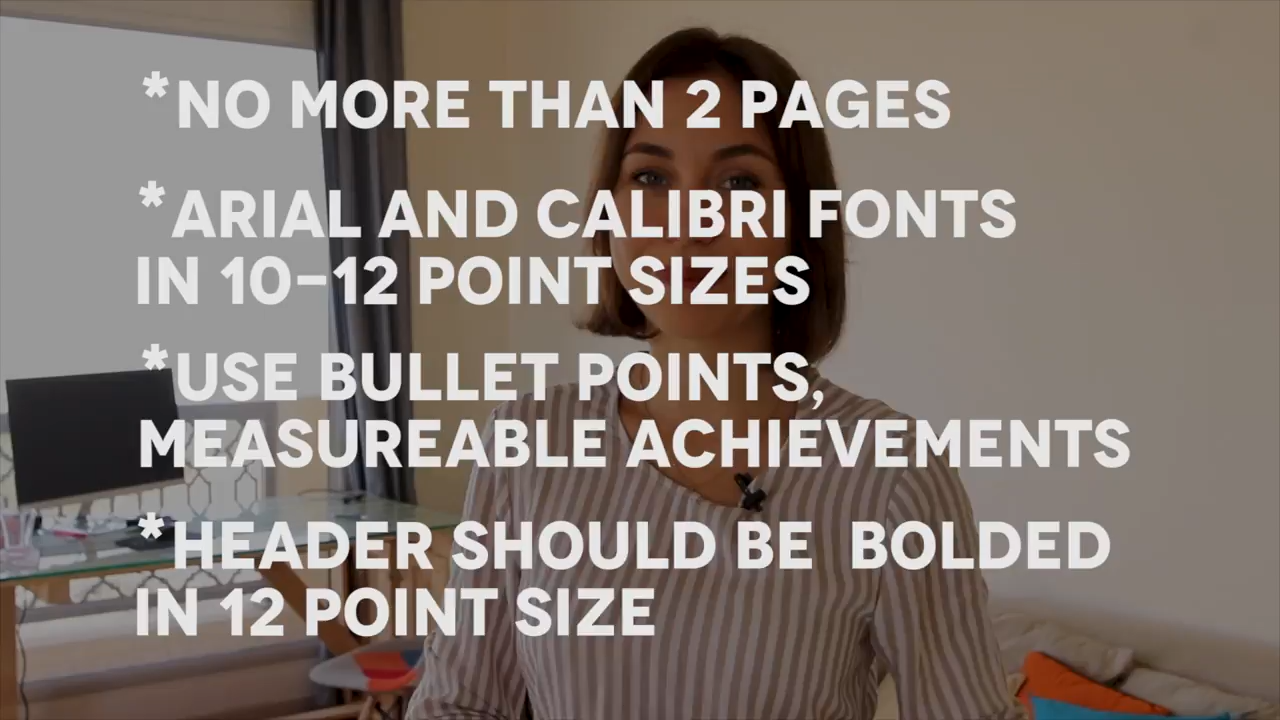 *NO MORE THAN 2 PAGES
*ARIAL AND CALIBRI FONTS
IN 10-12 POINT SIZES
*USE BULLET POINTS,
MEASUREABLE ACHIEVEMENTS
*HEADER SHOULD BE BOLDED
IN 12 POINT SIZE